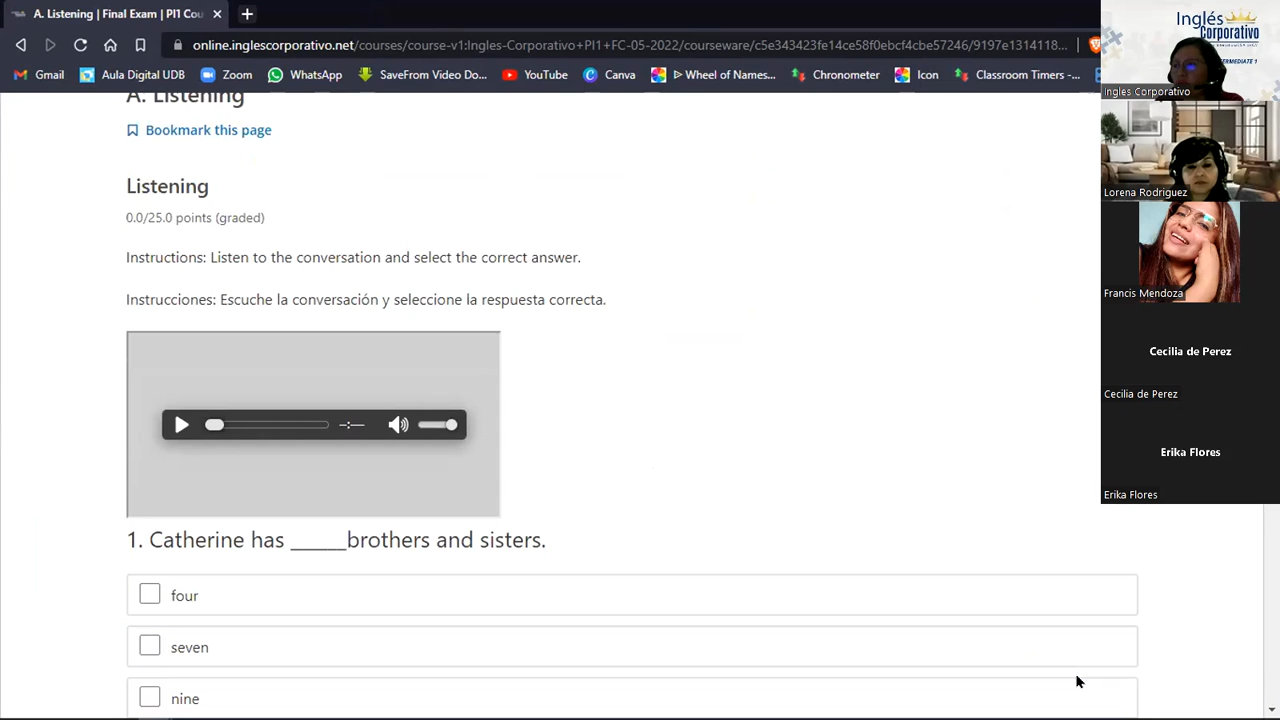 A. Listening | Final Exam | PI1 Cou
online.inglescorporativo.net/courses/course-v1:Ingles-Corporativo+PI1+FC-05-2022/courseware/c5e343423fe14ce58f0ebcf4cbe57246/9c97e1314118...
Gmail
Aula Digital UDB
Zoom
WhatsApp
SaveFrom Video Do...
YouTube
Canva
ᐅ Wheel of Names...
Chronometer
Icon
Classroom Timers -...
Inglés
Corporativo
Ingles Corporativo
Lorena Rodriguez
Francis Mendoza
Cecilia de Perez
Cecilia de Perez
Erika Flores
Erika Flores
A. Listening
Bookmark this page
Listening
0.0/25.0 points (graded)
Instructions: Listen to the conversation and select the correct answer.
Instrucciones: Escuche la conversación y seleccione la respuesta correcta.
-:--
1. Catherine has ______brothers and sisters.
four
seven
nine